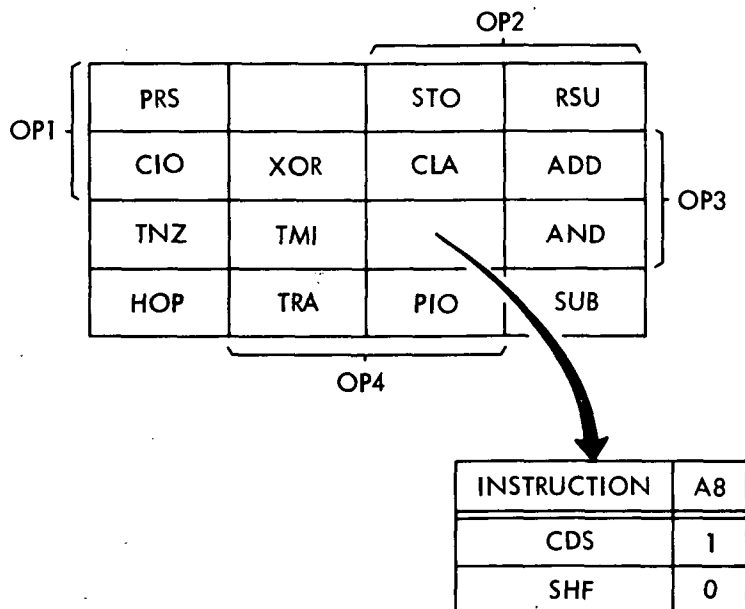 OP2
PRS STO RSU
OP1
CIO XOR CLA ADD
OP3
TNZ TMI AND
HOP TRA PIO SUB
OP4
INSTRUCTION A8
CDS 1
SHF 0